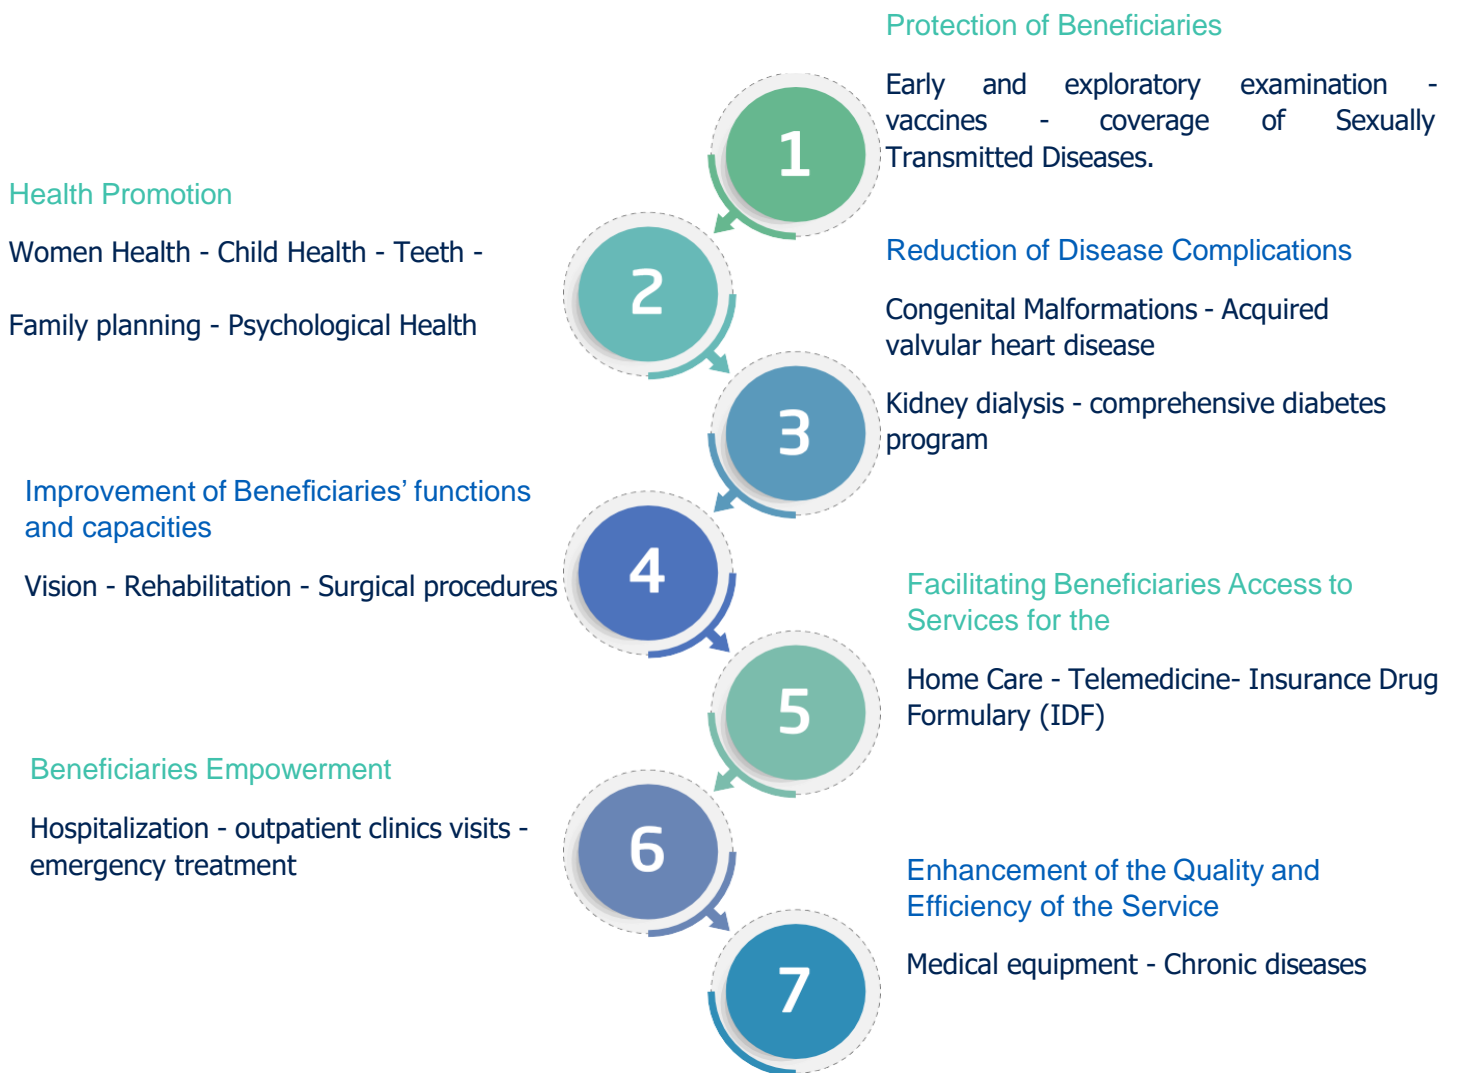 Protection of Beneficiaries
Early and exploratory examination -
vaccines - coverage of Sexually
Transmitted Diseases.
1
Health Promotion
Women Health - Child Health - Teeth -
Family planning - Psychological Health
2
Reduction of Disease Complications
Congenital Malformations - Acquired
valvular heart disease
Kidney dialysis - comprehensive diabetes
program
3
Improvement of Beneficiaries’ functions
and capacities
Vision - Rehabilitation - Surgical procedures
4
Facilitating Beneficiaries Access to
Services for the
Home Care - Telemedicine- Insurance Drug
Formulary (IDF)
5
Beneficiaries Empowerment
Hospitalization - outpatient clinics visits -
emergency treatment
6
Enhancement of the Quality and
Efficiency of the Service
Medical equipment - Chronic diseases
7